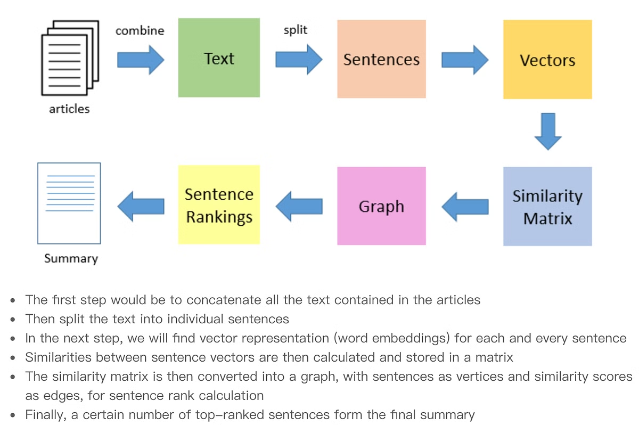 combine
split
Text
Sentences
Vectors
articles
Sentence
Rankings
Graph
Similarity
Matrix
Summary
• The first step would be to concatenate all the text contained in the articles
• Then split the text into individual sentences
• In the next step, we will find vector representation (word embeddings) for each and every sentence
• Similarities between sentence vectors are then calculated and stored in a matrix
• The similarity matrix is then converted into a graph, with sentences as vertices and similarity scores
as edges, for sentence rank calculation
• Finally, a certain number of top-ranked sentences form the final summary